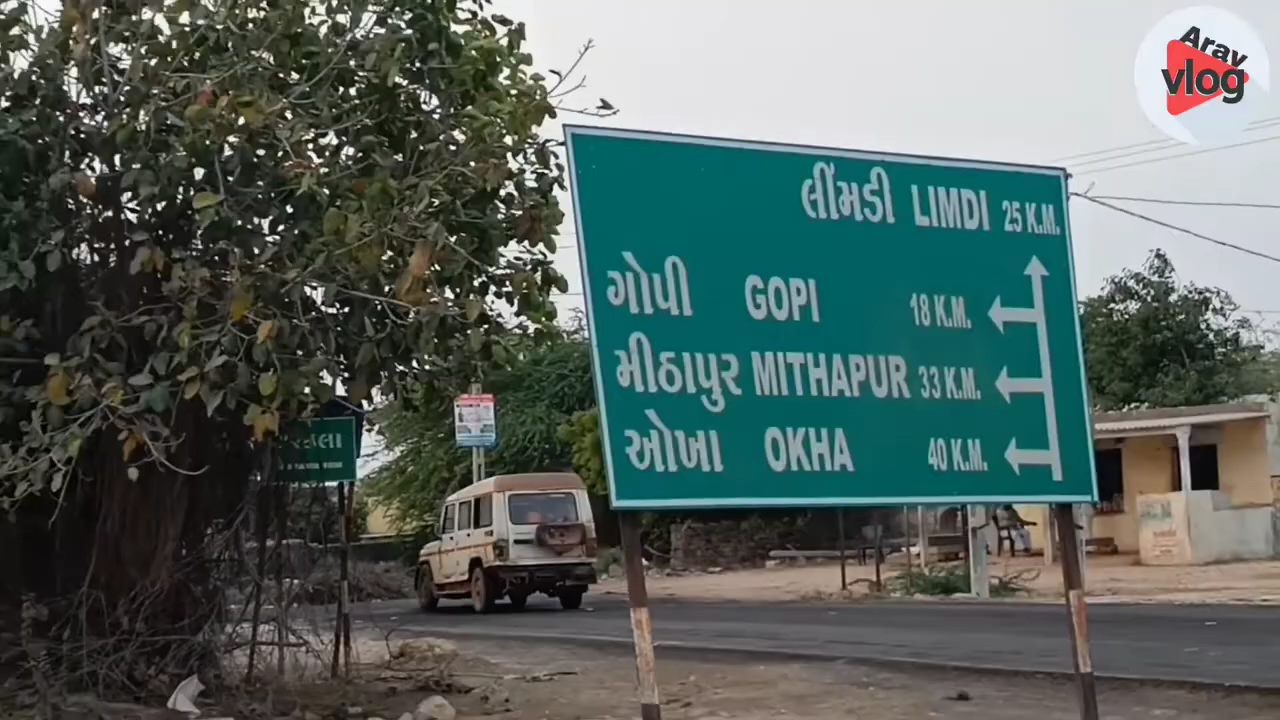 Arav
vlog
લીંમડી LIMDI 25 K.M.
ગોપી GOPI 18 K.M.
મીઠાપુર MITHAPUR 33 K.M.
ઓખા OKHA 40 K.M.